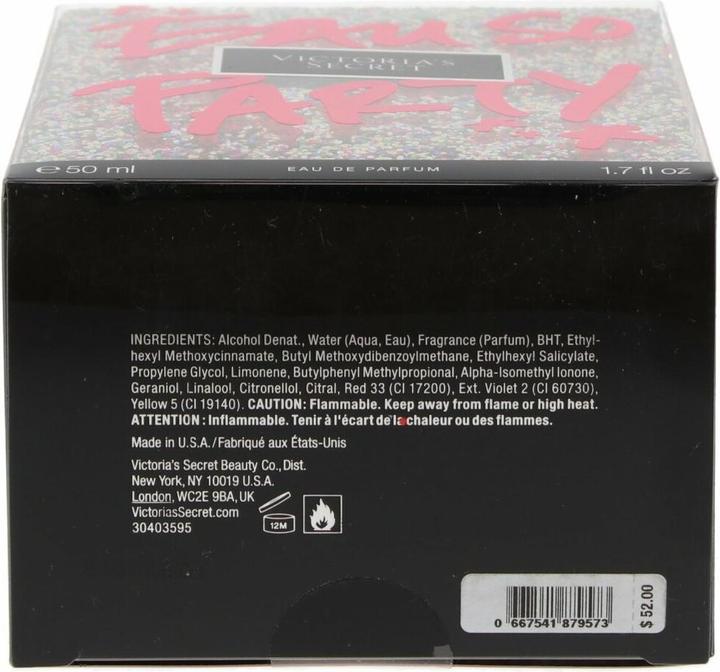 EAU SO
VICTORIA'S
SECRET
PARTY
℮ 50 ml EAU DE PARFUM 1.7 fl oz
INGREDIENTS: Alcohol Denat., Water (Aqua, Eau), Fragrance (Parfum), BHT, Ethyl-
hexyl Methoxycinnamate, Butyl Methoxydibenzoylmethane, Ethylhexyl Salicylate,
Propylene Glycol, Limonene, Butylphenyl Methylpropional, Alpha-Isomethyl Ionone,
Geraniol, Linalool, Citronellol, Citral, Red 33 (CI 17200), Ext. Violet 2 (CI 60730),
Yellow 5 (CI 19140). CAUTION: Flammable. Keep away from flame or high heat.
ATTENTION : Inflammable. Tenir à l'écart de la chaleur ou des flammes.
Made in U.S.A./Fabriqué aux États-Unis
Victoria's Secret Beauty Co., Dist.
New York, NY 10019 U.S.A.
London, WC2E 9BA, UK
VictoriasSecret.com
30403595
12M
0 667541 879573
$ 52.00